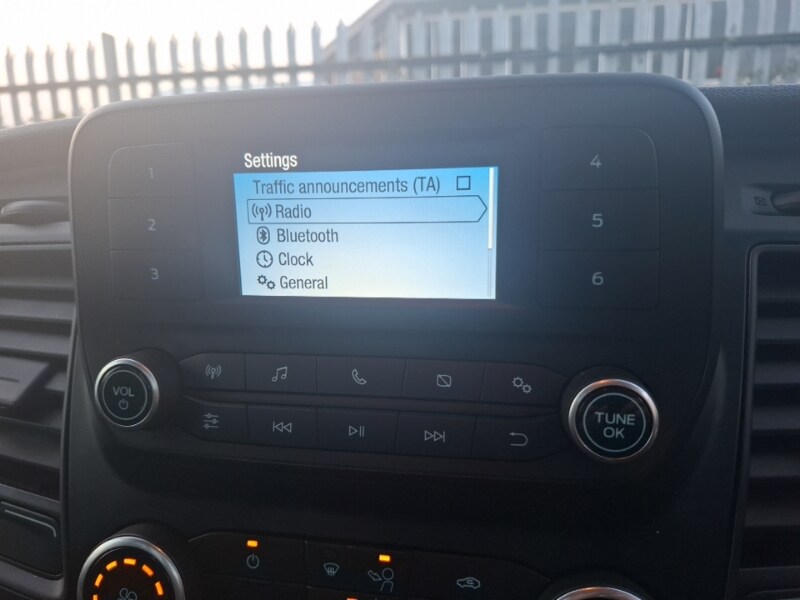 Settings
Traffic announcements (TA)
Radio
Bluetooth
Clock
General
1
2
3
4
5
6
VOL
TUNE
OK